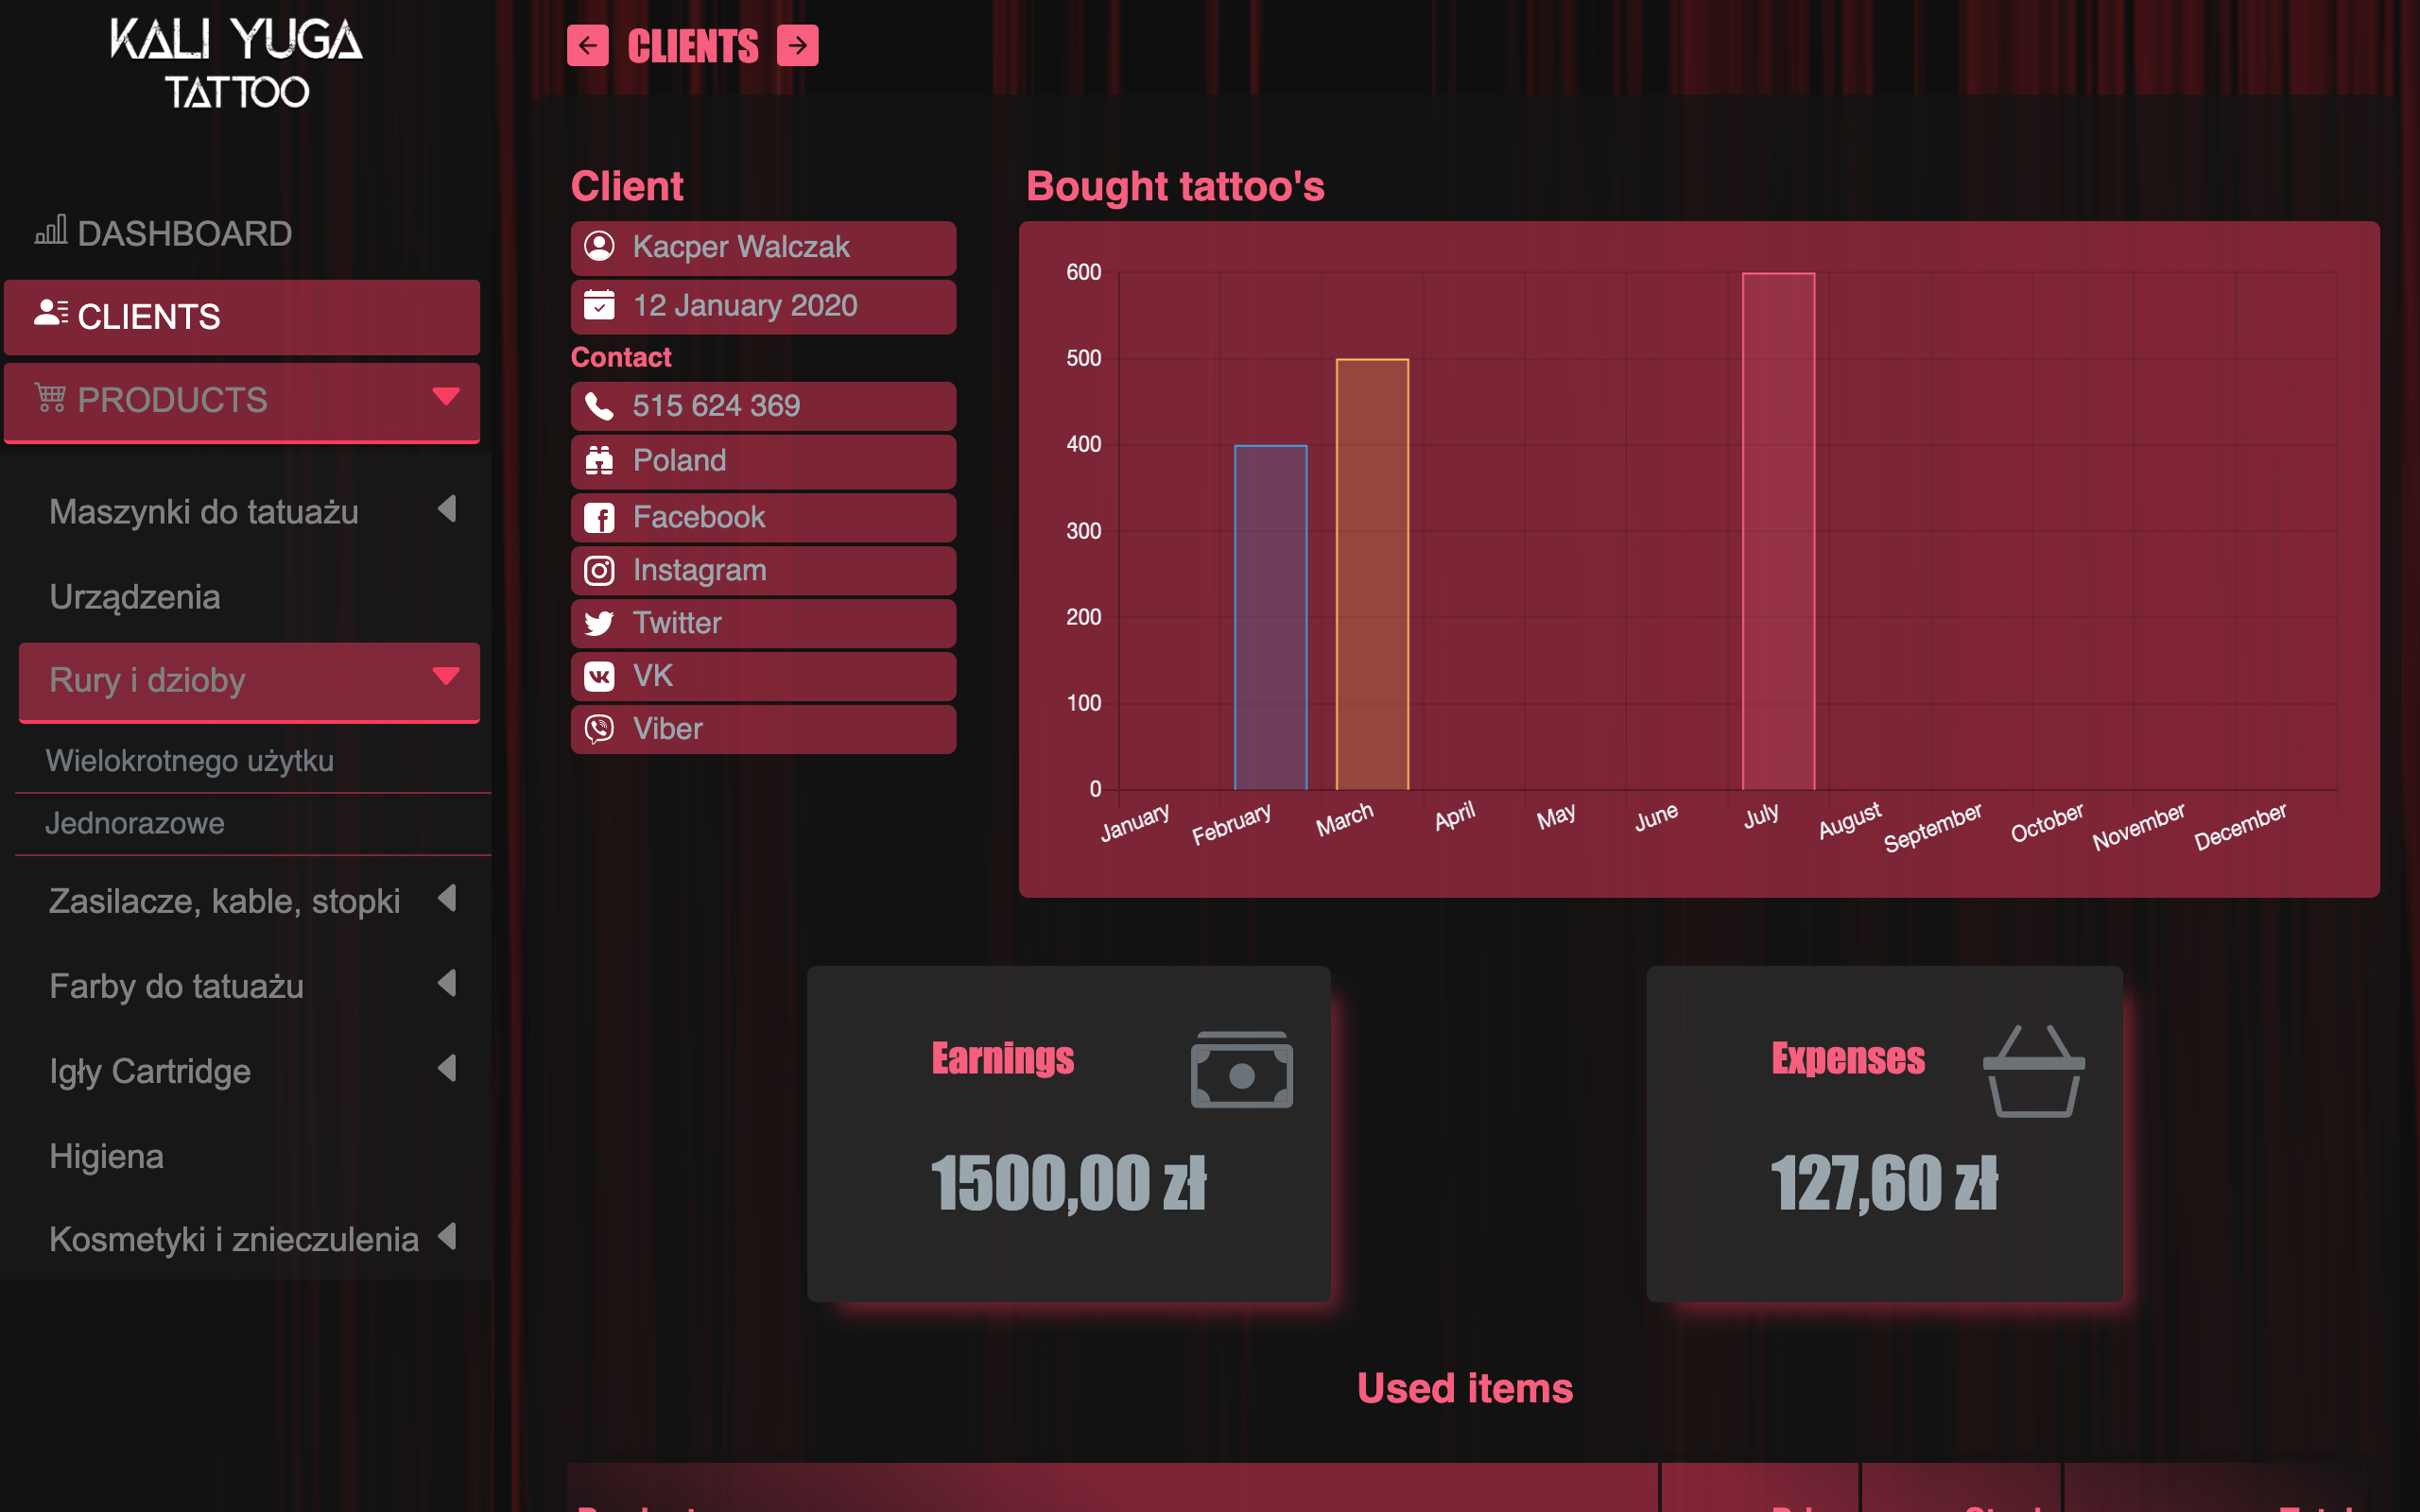 KALI YUGA
TATTOO
DASHBOARD
CLIENTS
PRODUCTS
Maszynki do tatuażu
Urządzenia
Rury i dzioby
Wielokrotnego użytku
Jednorazowe
Zasilacze, kable, stopki
Farby do tatuażu
Igły Cartridge
Higiena
Kosmetyki i znieczulenia
CLIENTS
Client
Kacper Walczak
12 January 2020
Contact
515 624 369
Poland
Facebook
Instagram
Twitter
VK
Viber
Bought tattoo's
600
500
400
300
200
100
0
January February March April May June July August September October November December
Earnings
1500,00 zł
Expenses
127,60 zł
Used items